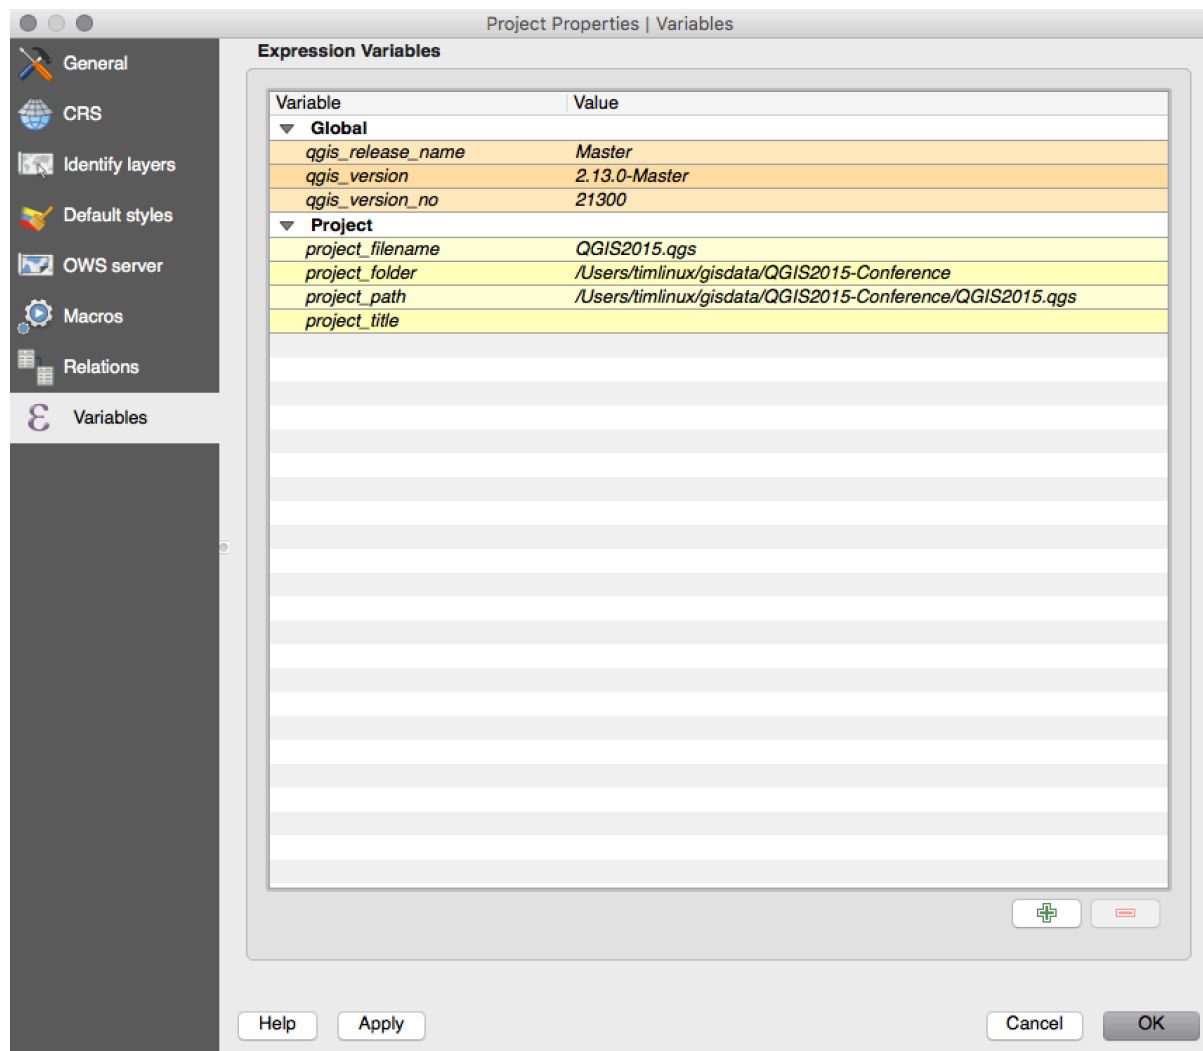 Project Properties | Variables
General
CRS
Identify layers
Default styles
OWS server
Macros
Relations
Variables
Expression Variables
Variable Value
Global
qgis_release_name Master
qgis_version 2.13.0-Master
qgis_version_no 21300
Project
project_filename QGIS2015.qgs
project_folder /Users/timlinux/gisdata/QGIS2015-Conference
project_path /Users/timlinux/gisdata/QGIS2015-Conference/QGIS2015.qgs
project_title
Help Apply Cancel OK